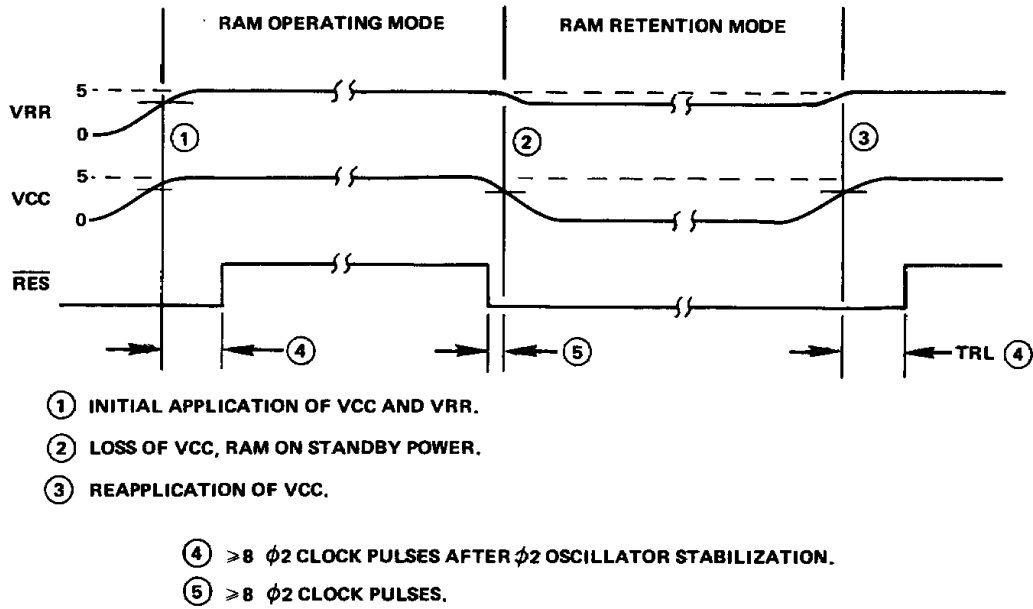 RAM OPERATING MODE
RAM RETENTION MODE
5
VRR
0
1
2
3
5
VCC
0
RES
4
5
TRL 4
1 INITIAL APPLICATION OF VCC AND VRR.
2 LOSS OF VCC, RAM ON STANDBY POWER.
3 REAPPLICATION OF VCC.
4 ≥8 ϕ2 CLOCK PULSES AFTER ϕ2 OSCILLATOR STABILIZATION.
5 ≥8 ϕ2 CLOCK PULSES.